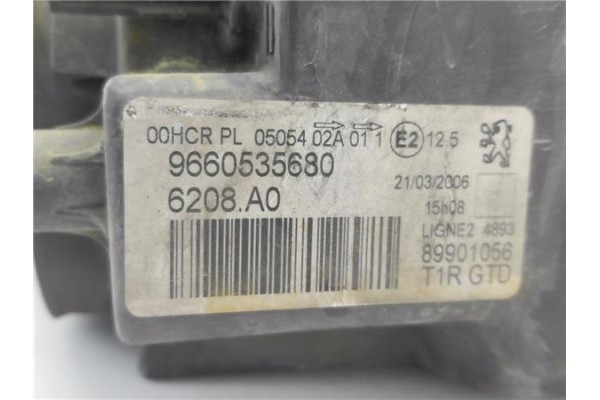 00HCR PL 05054 02A 01 1 E2 12.5
9660535680
6208.A0
21/03/2006
15h08
LIGNE2 4893
89901056
T1R GTD